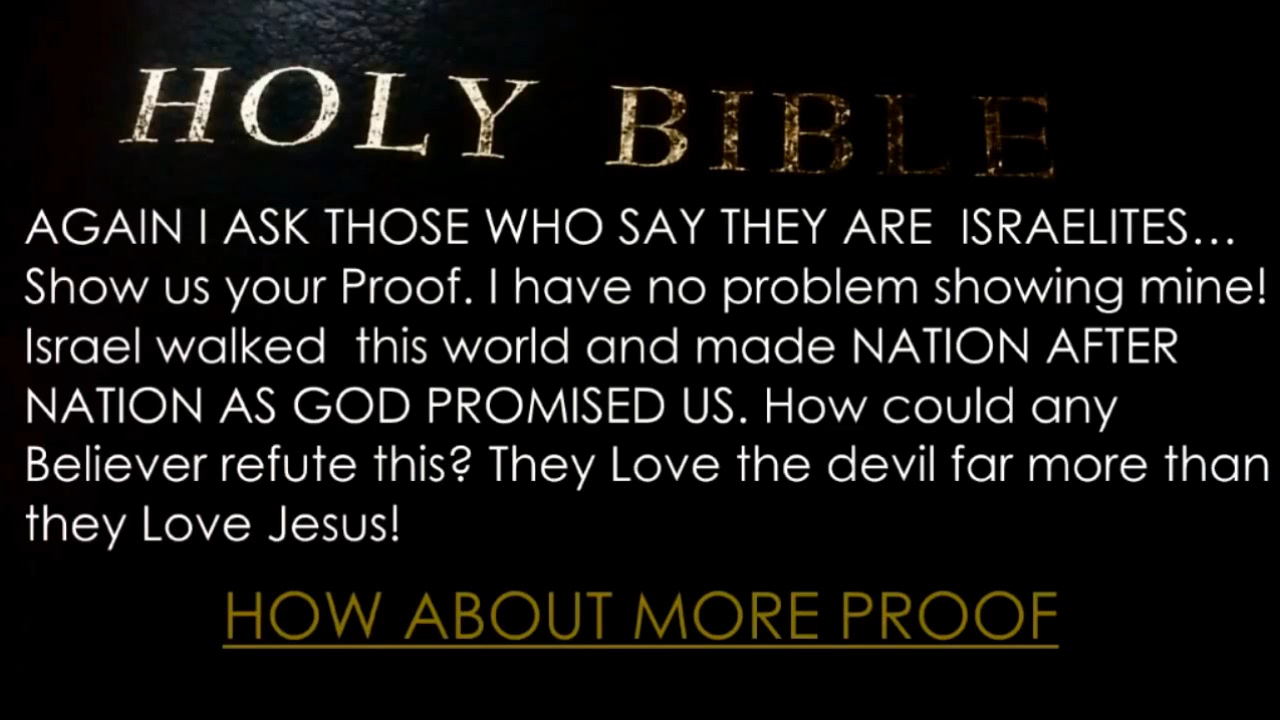 HOLY BIBLE
AGAIN I ASK THOSE WHO SAY THEY ARE  ISRAELITES...
Show us your Proof. I have no problem showing mine!
Israel walked  this world and made NATION AFTER
NATION AS GOD PROMISED US. How could any
Believer refute this? They Love the devil far more than
they Love Jesus!
HOW ABOUT MORE PROOF